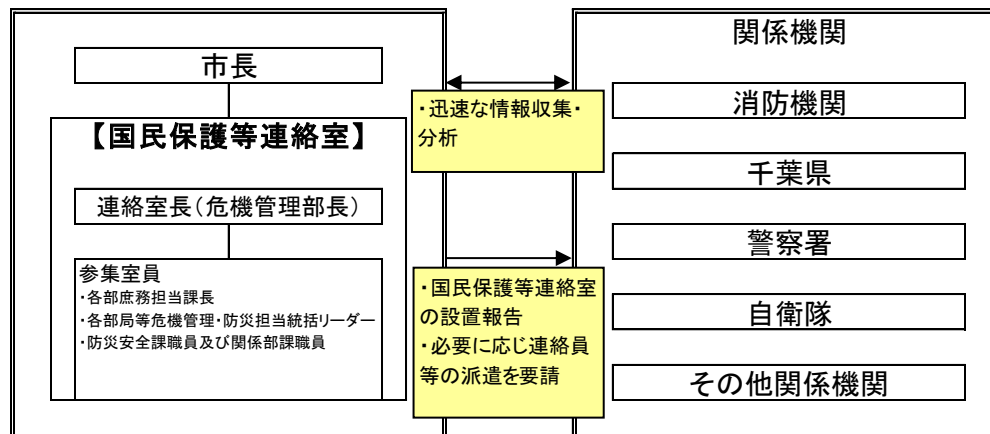 市長
【国民保護等連絡室】
連絡室長（危機管理部長）
参集室員
・各部庶務担当課長
・各部局等危機管理・防災担当統括リーダー
・防災安全課職員及び関係部課職員
・迅速な情報収集・
分析
・国民保護等連絡室
の設置報告
・必要に応じ連絡員
等の派遣を要請
関係機関
消防機関
千葉県
警察署
自衛隊
その他関係機関